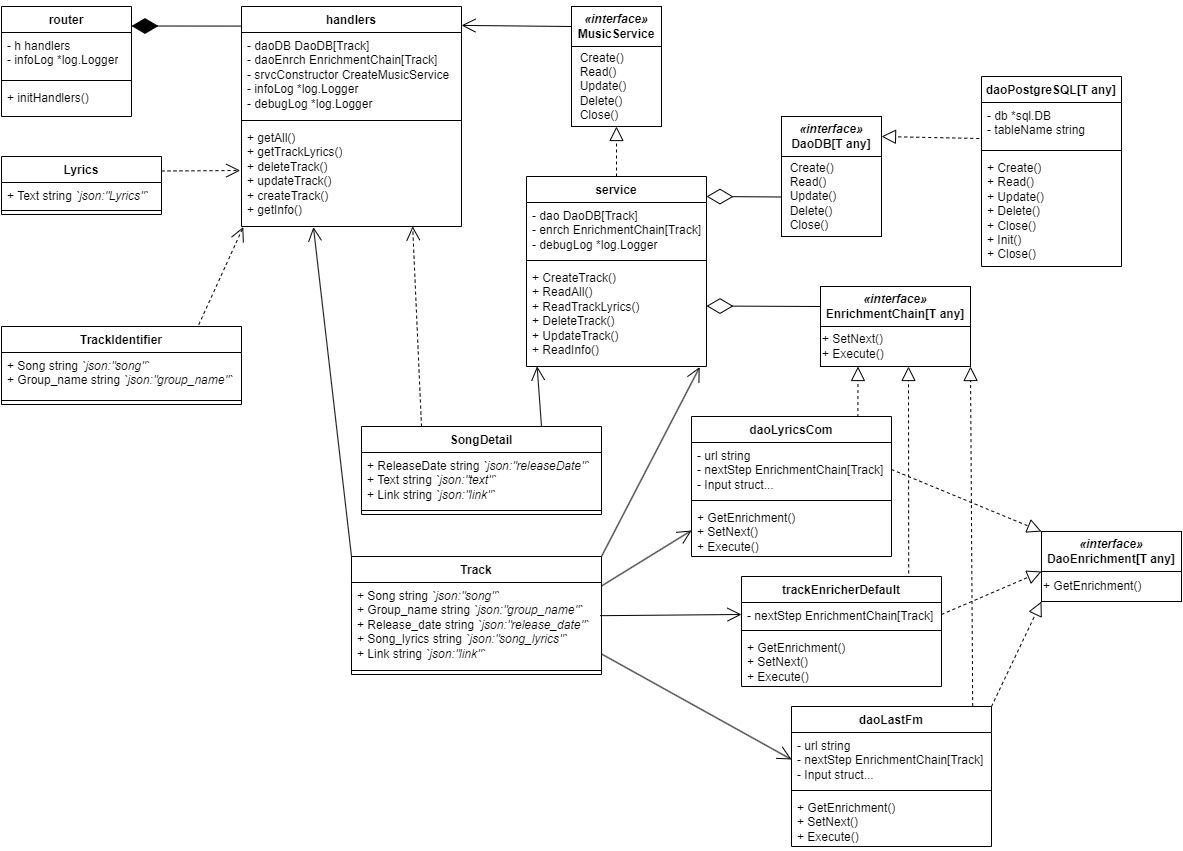 router
- h handlers
- infoLog *log.Logger
+ initHandlers()
handlers
- daoDB DaoDB[Track]
- daoEnrch EnrichmentChain[Track]
- srvcConstructor CreateMusicService
- infoLog *log.Logger
- debugLog *log.Logger
+ getAll()
+ getTrackLyrics()
+ deleteTrack()
+ updateTrack()
+ createTrack()
+ getInfo()
«interface»
MusicService
Create()
Read()
Update()
Delete()
Close()
«interface»
DaoDB[T any]
Create()
Read()
Update()
Delete()
Close()
daoPostgreSQL[T any]
- db *sql.DB
- tableName string
+ Create()
+ Read()
+ Update()
+ Delete()
+ Close()
+ Init()
+ Close()
Lyrics
+ Text string `json:"Lyrics"`
service
- dao DaoDB[Track]
- enrch EnrichmentChain[Track]
- debugLog *log.Logger
+ CreateTrack()
+ ReadAll()
+ ReadTrackLyrics()
+ DeleteTrack()
+ UpdateTrack()
+ ReadInfo()
«interface»
EnrichmentChain[T any]
+ SetNext()
+ Execute()
TrackIdentifier
+ Song string `json:"song"`
+ Group_name string `json:"group_name"`
SongDetail
+ ReleaseDate string `json:"releaseDate"`
+ Text string `json:"text"`
+ Link string `json:"link"`
daoLyricsCom
- url string
- nextStep EnrichmentChain[Track]
- Input struct...
+ GetEnrichment()
+ SetNext()
+ Execute()
«interface»
DaoEnrichment[T any]
+ GetEnrichment()
Track
+ Song string `json:"song"`
+ Group_name string `json:"group_name"`
+ Release_date string `json:"release_date"`
+ Song_lyrics string `json:"song_lyrics"`
+ Link string `json:"link"`
trackEnricherDefault
- nextStep EnrichmentChain[Track]
+ GetEnrichment()
+ SetNext()
+ Execute()
daoLastFm
- url string
- nextStep EnrichmentChain[Track]
- Input struct...
+ GetEnrichment()
+ SetNext()
+ Execute()